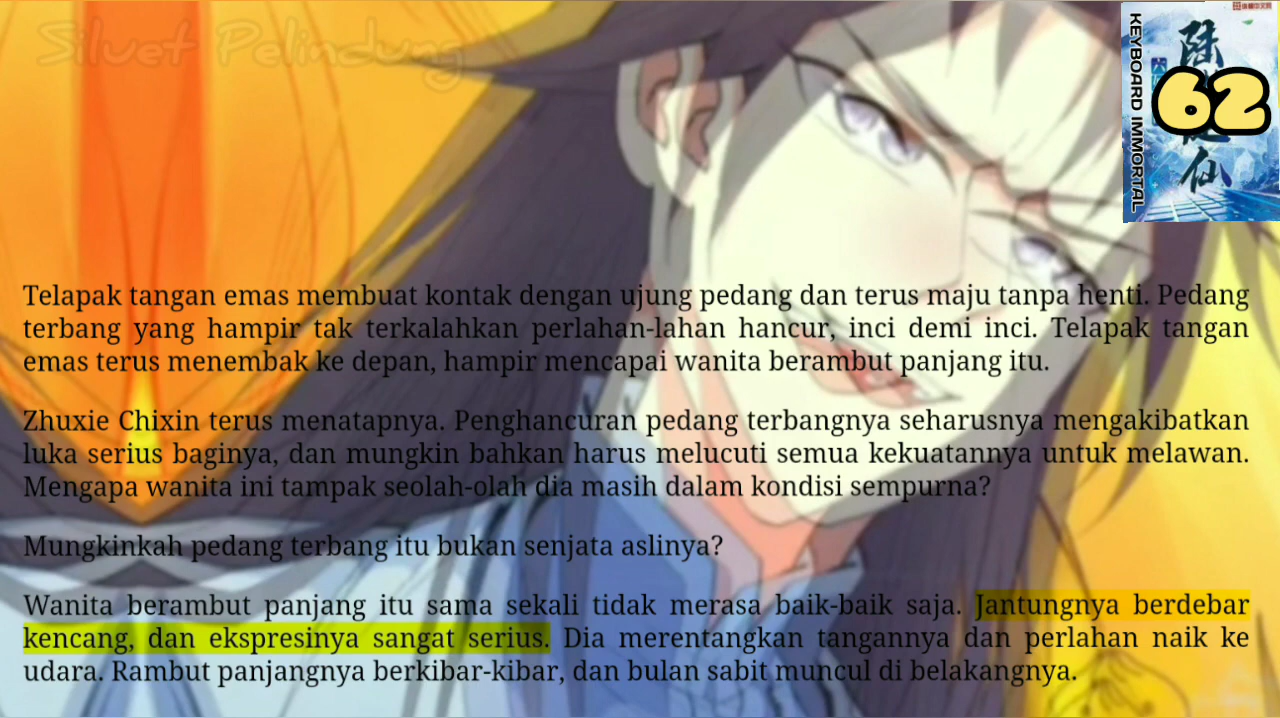 Siluet Pelindung
KEYBOARD IMMORTAL
62
Telapak tangan emas membuat kontak dengan ujung pedang dan terus maju tanpa henti. Pedang
terbang yang hampir tak terkalahkan perlahan-lahan hancur, inci demi inci. Telapak tangan
emas terus menembak ke depan, hampir mencapai wanita berambut panjang itu.
Zhuxie Chixin terus menatapnya. Penghancuran pedang terbangnya seharusnya mengakibatkan
luka serius baginya, dan mungkin bahkan harus melucuti semua kekuatannya untuk melawan.
Mengapa wanita ini tampak seolah-olah dia masih dalam kondisi sempurna?
Mungkinkah pedang terbang itu bukan senjata aslinya?
Wanita berambut panjang itu sama sekali tidak merasa baik-baik saja. Jantungnya berdebar
kencang, dan ekspresinya sangat serius. Dia merentangkan tangannya dan perlahan naik ke
udara. Rambut panjangnya berkibar-kibar, dan bulan sabit muncul di belakangnya.